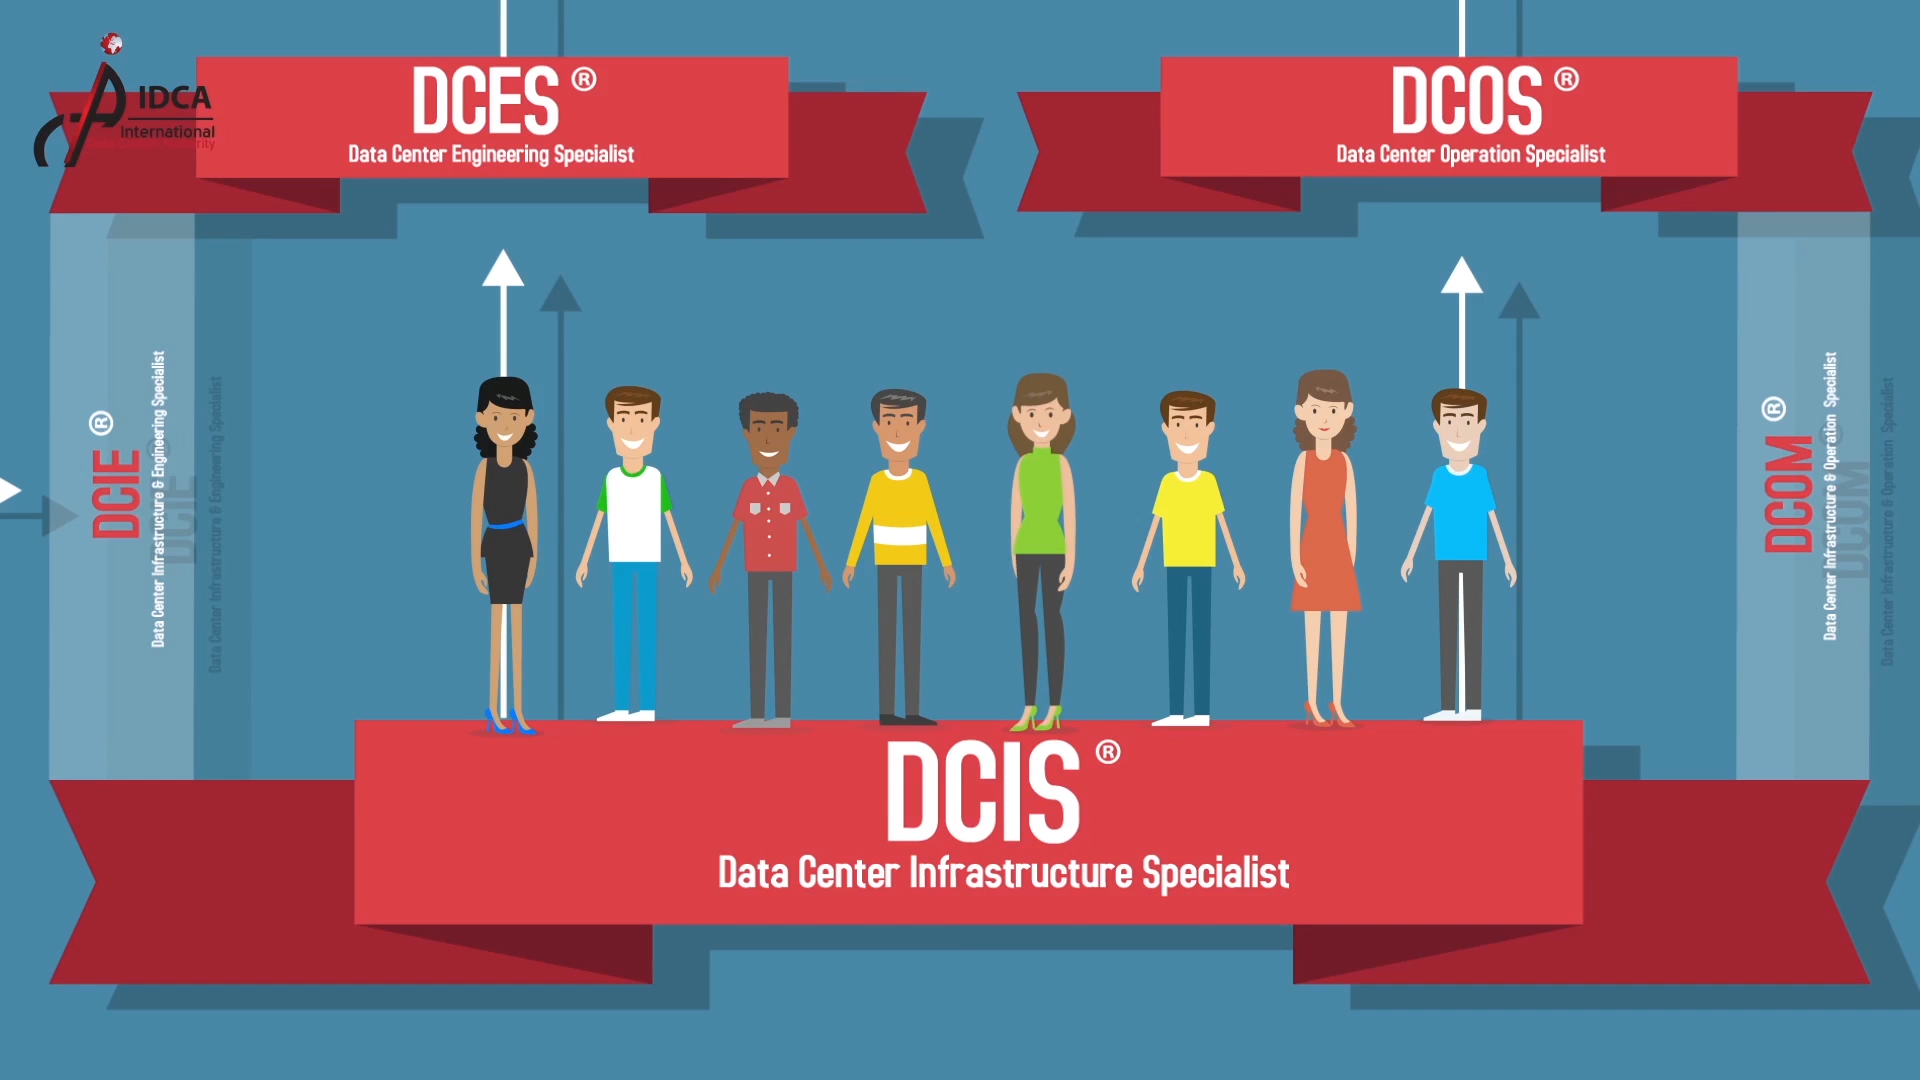 IDCA
International
DCES ®
Data Center Engineering Specialist
DCOS ®
Data Center Operation Specialist
DCIE ®
Data Center Infrastructure & Engineering Specialist
DCOM ®
Data Center Infrastructure & Operation Specialist
DCIS ®
Data Center Infrastructure Specialist